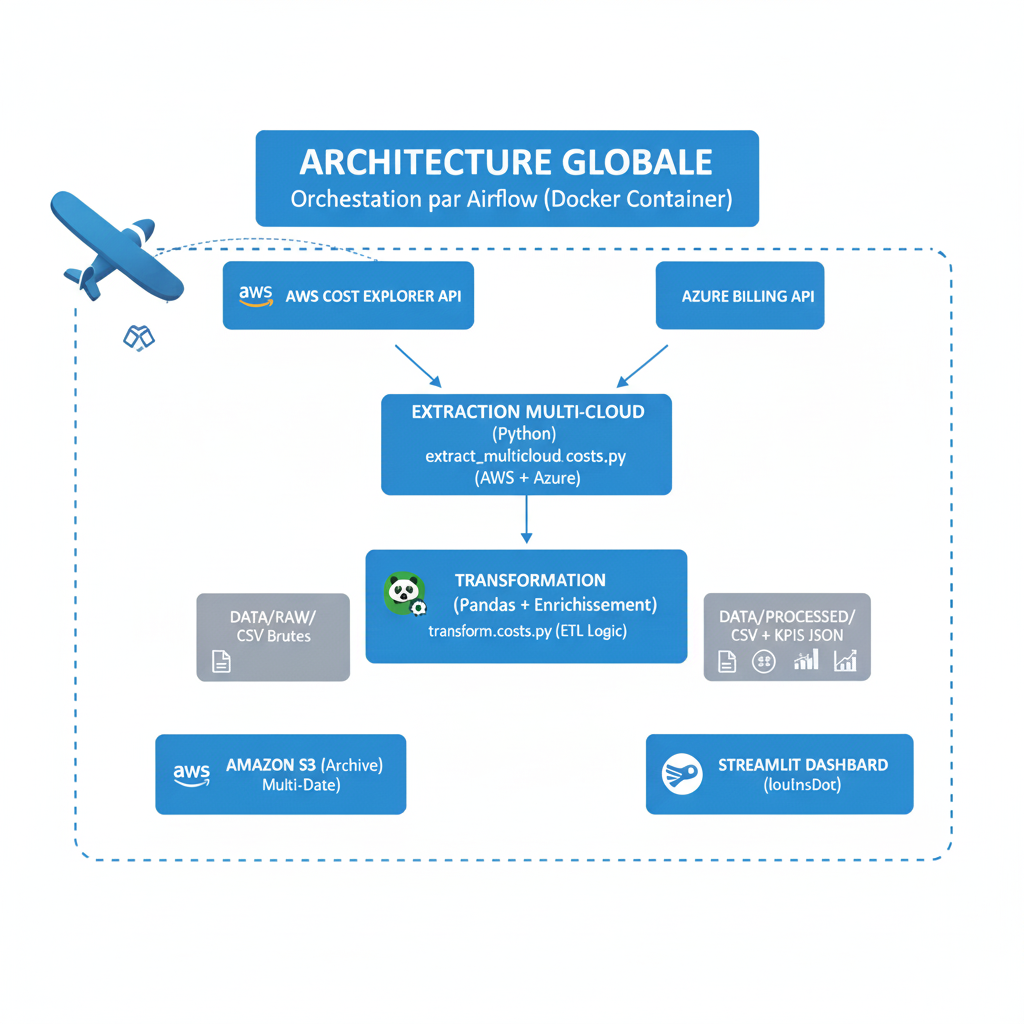 ARCHITECTURE GLOBALE
Orchestation par Airflow (Docker Container)
aws AWS COST EXPLORER API
AZURE BILLING API
EXTRACTION MULTI-CLOUD
(Python)
extract_multicloud.costs.py
(AWS + Azure)
TRANSFORMATION
(Pandas + Enrichissement)
transform.costs.py (ETL Logic)
DATA/RAW/
CSV Brutes
DATA/PROCESSED/
CSV + KPIS JSON
aws AMAZON S3 (Archive)
Multi-Date)
STREAMLIT DASHBARD